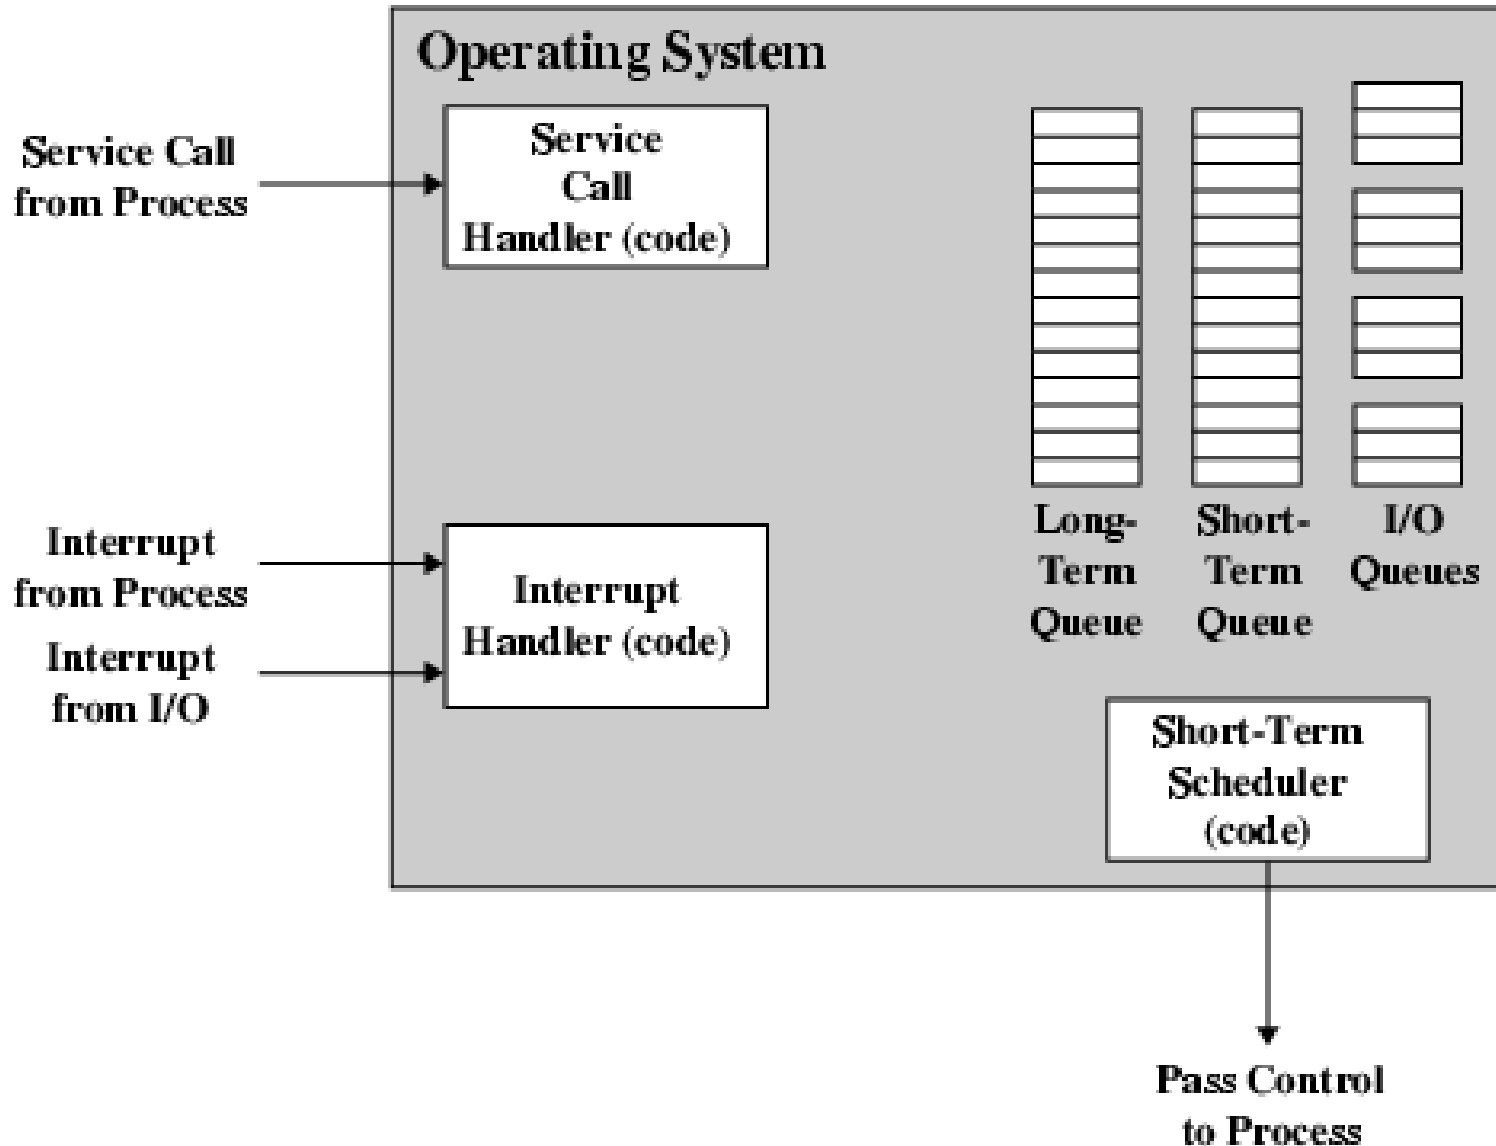 Operating System
Service Call
from Process
Service
Call
Handler (code)
Interrupt
from Process
Interrupt
from I/O
Interrupt
Handler (code)
Long-
Term
Queue
Short-
Term
Queue
I/O
Queues
Short-Term
Scheduler
(code)
Pass Control
to Process